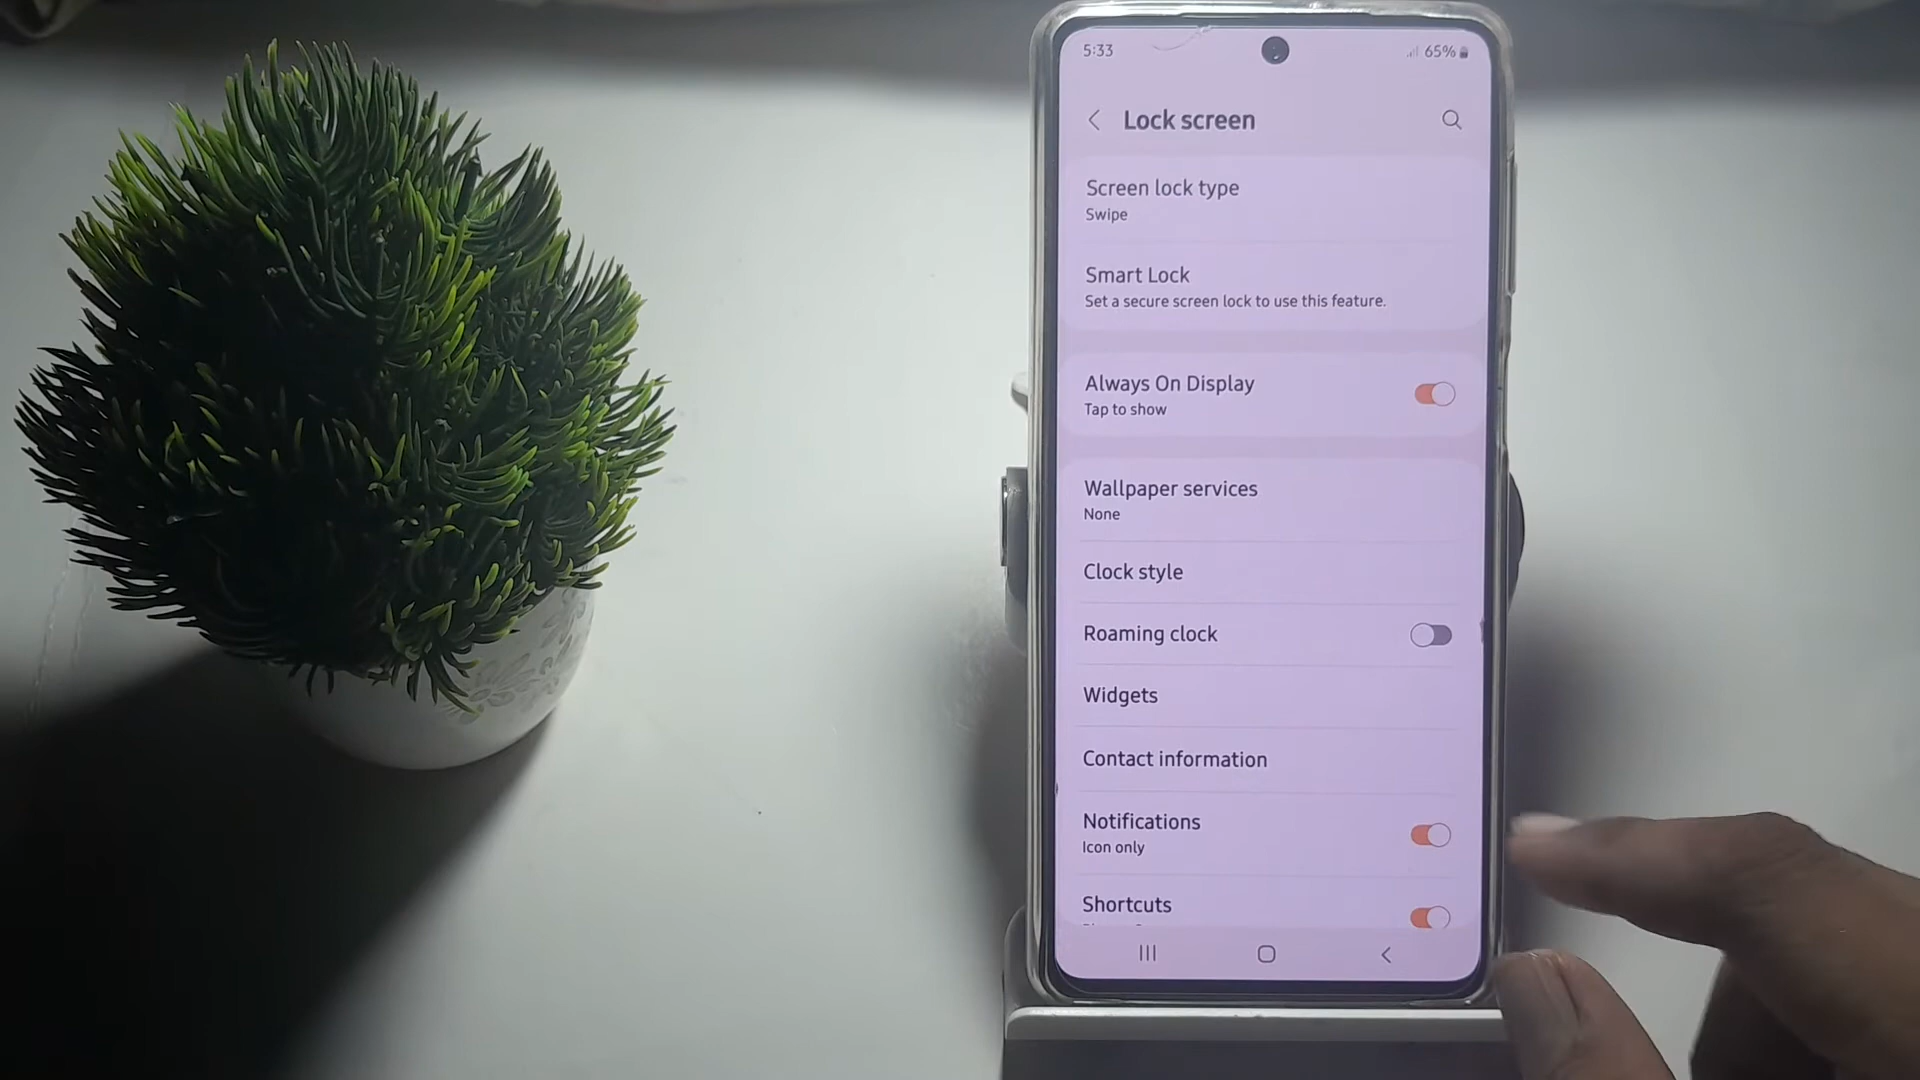 5:33
65%
Lock screen
Screen lock type
Swipe
Smart Lock
Set a secure screen lock to use this feature.
Always On Display
Tap to show
Wallpaper services
None
Clock style
Roaming clock
Widgets
Contact information
Notifications
Icon only
Shortcuts